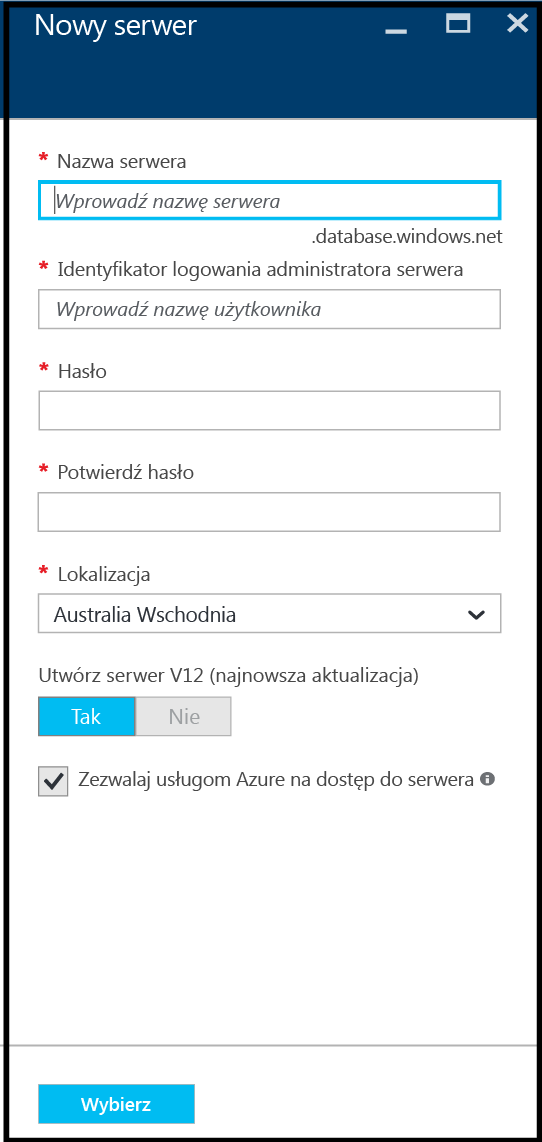 Nowy serwer
* Nazwa serwera
Wprowadź nazwę serwera
.database.windows.net
* Identyfikator logowania administratora serwera
Wprowadź nazwę użytkownika
* Hasło
* Potwierdź hasło
* Lokalizacja
Australia Wschodnia
Utwórz serwer V12 (najnowsza aktualizacja)
Tak Nie
Zezwalaj usługom Azure na dostęp do serwera
Wybierz